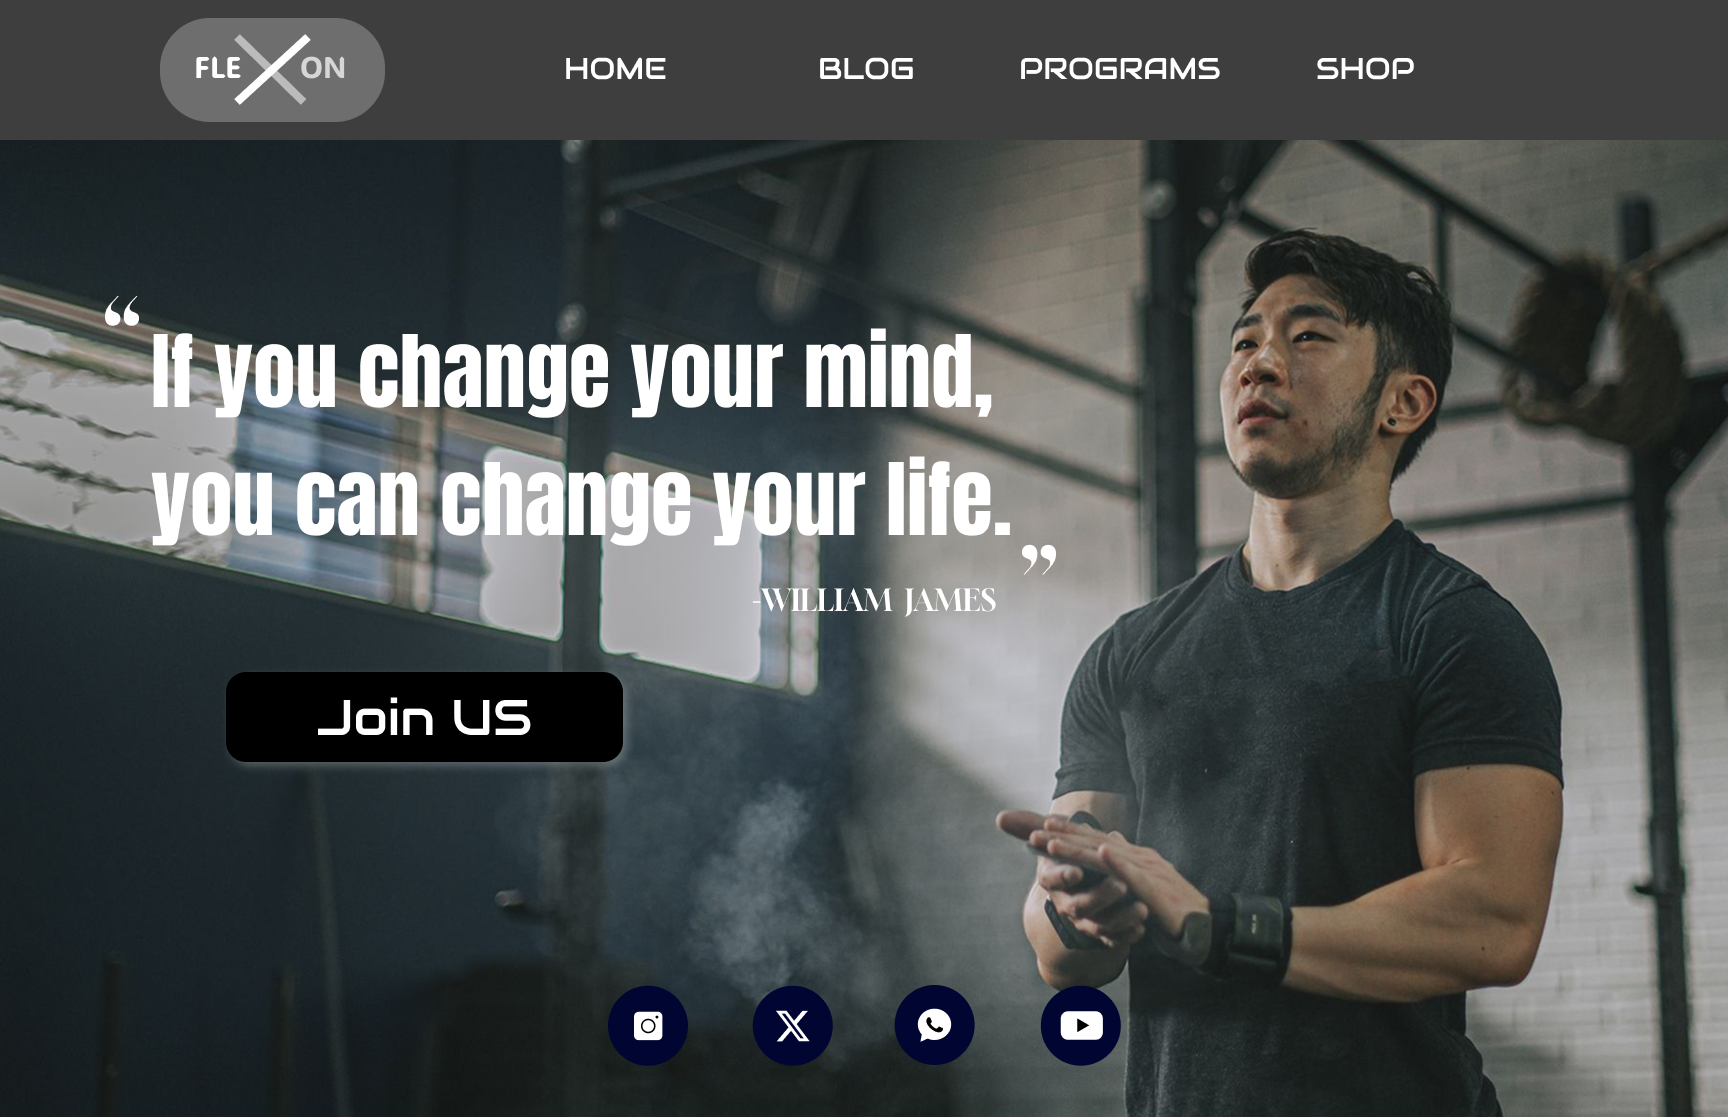 FLEXON
HOME
BLOG
PROGRAMS
SHOP
“If you change your mind,
you can change your life.”
-WILLIAM JAMES
Join US